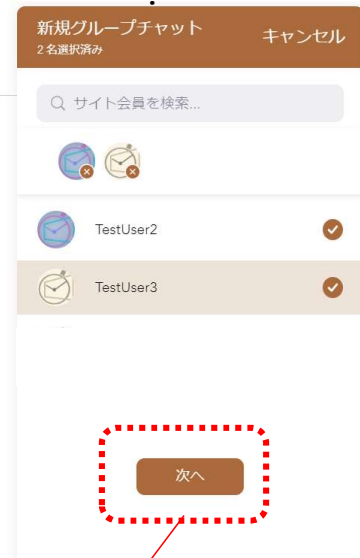 新規グループチャット
キャンセル
2名選択済み
サイト会員を検索...
TestUser2
TestUser3
次へ